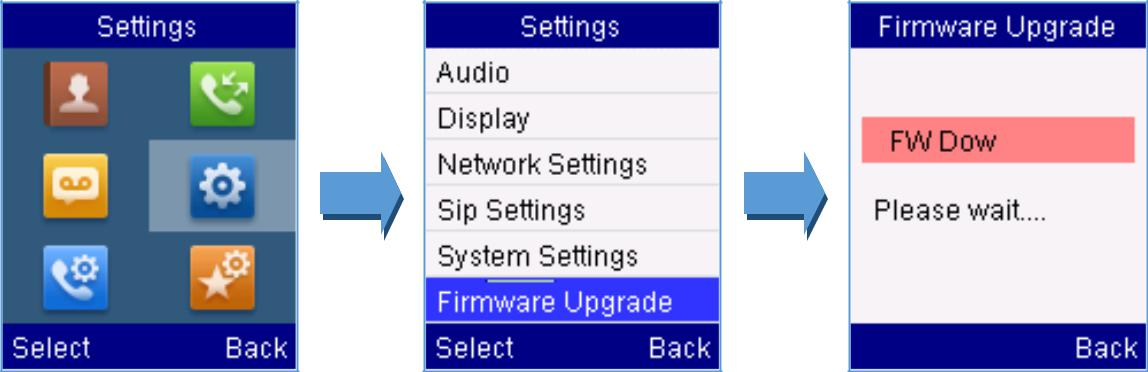 Settings
Select Back
Settings
Audio
Display
Network Settings
Sip Settings
System Settings
Firmware Upgrade
Select Back
Firmware Upgrade
FW Dow
Please wait....
Back